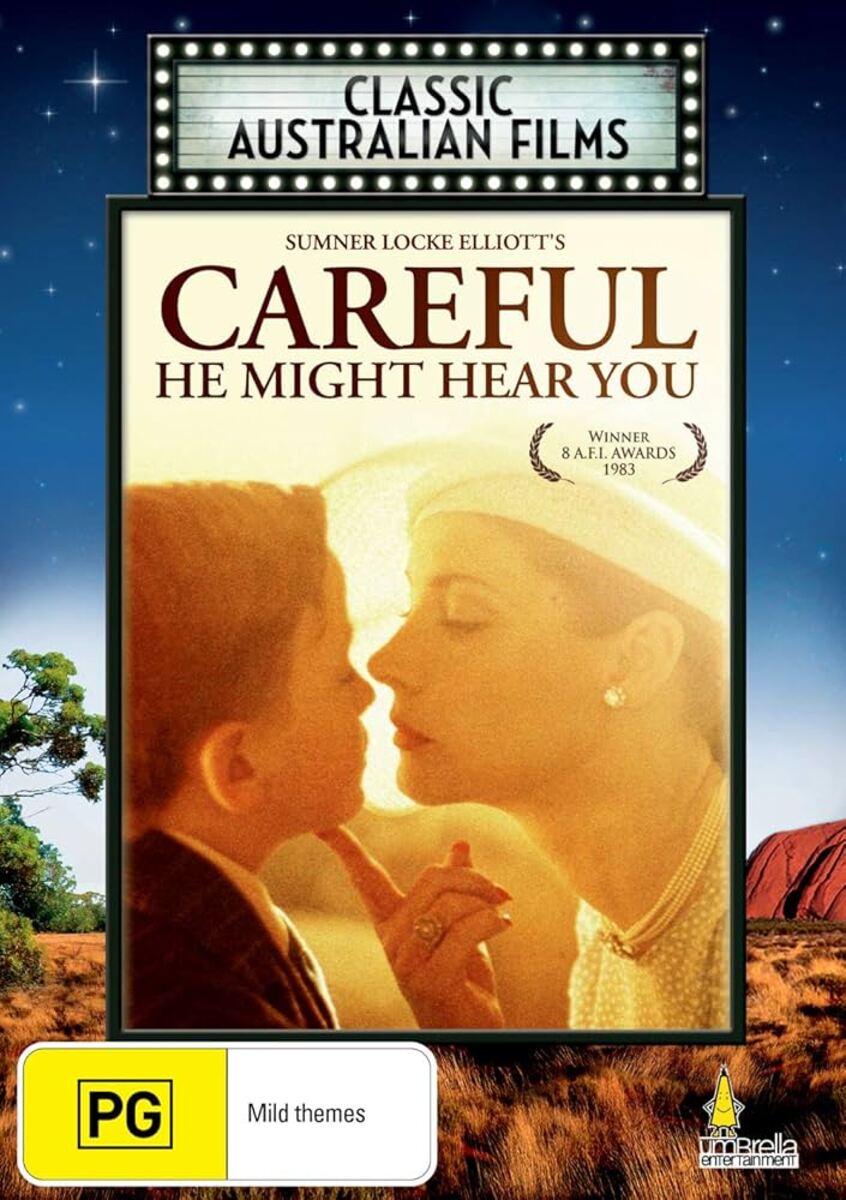 CLASSIC
AUSTRALIAN FILMS
SUMNER LOCKE ELLIOTT'S
CAREFUL
HE MIGHT HEAR YOU
WINNER
8 A.F.I. AWARDS
1983
PG
Mild themes
umBrella
entertainment